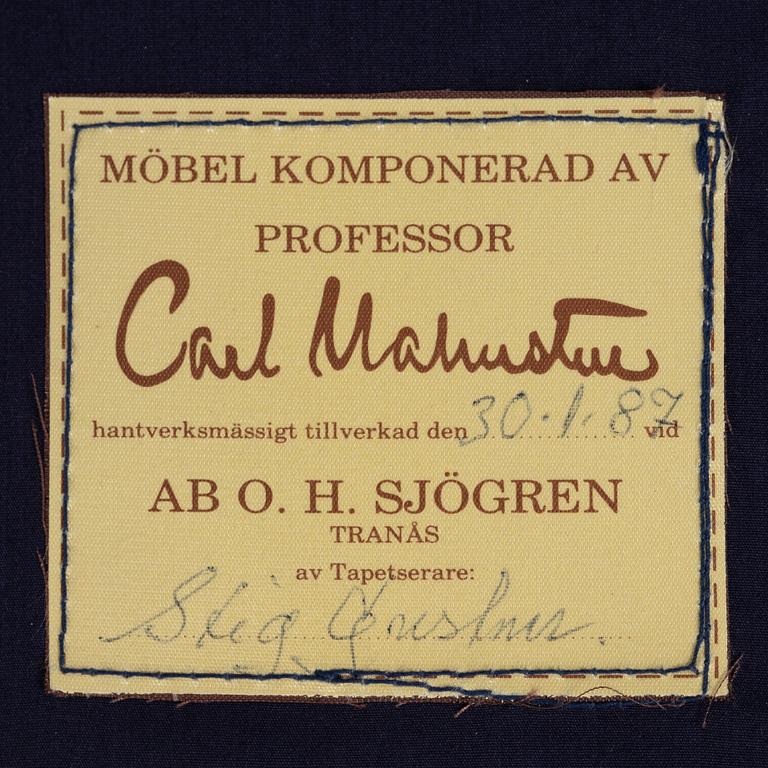 MÖBEL KOMPONERAD AV
PROFESSOR
Carl Malmsten
hantverksmässigt tillverkad den 30.1.87 vid
AB O. H. SJÖGREN
TRANÅS
av Tapetserare:
Stig